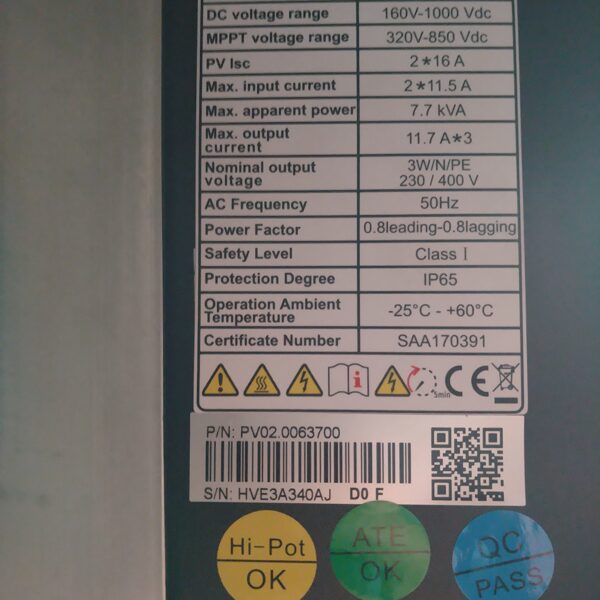 DC voltage range 160V-1000 Vdc
MPPT voltage range 320V-850 Vdc
PV Isc 2*16 A
Max. input current 2*11.5 A
Max. apparent power 7.7 kVA
Max. output
current 11.7 A*3
Nominal output 3W/N/PE
voltage 230 / 400 V
AC Frequency 50Hz
Power Factor 0.8leading-0.8lagging
Safety Level Class I
Protection Degree IP65
Operation Ambient
Temperature -25°C - +60°C
Certificate Number SAA170391
5min CE
P/N: PV02.0063700
S/N: HVE3A340AJ D0 F
Hi-Pot
OK
ATE
OK
QC
PASS